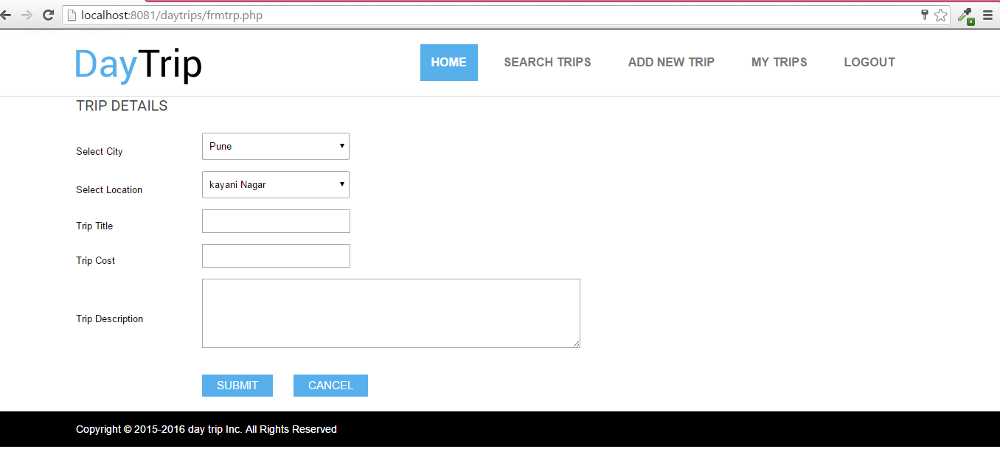 localhost:8081/daytrips/frmtrp.php
DayTrip
HOME SEARCH TRIPS ADD NEW TRIP MY TRIPS LOGOUT
TRIP DETAILS
Select City Pune
Select Location kayani Nagar
Trip Title
Trip Cost
Trip Description
SUBMIT CANCEL
Copyright © 2015-2016 day trip Inc. All Rights Reserved